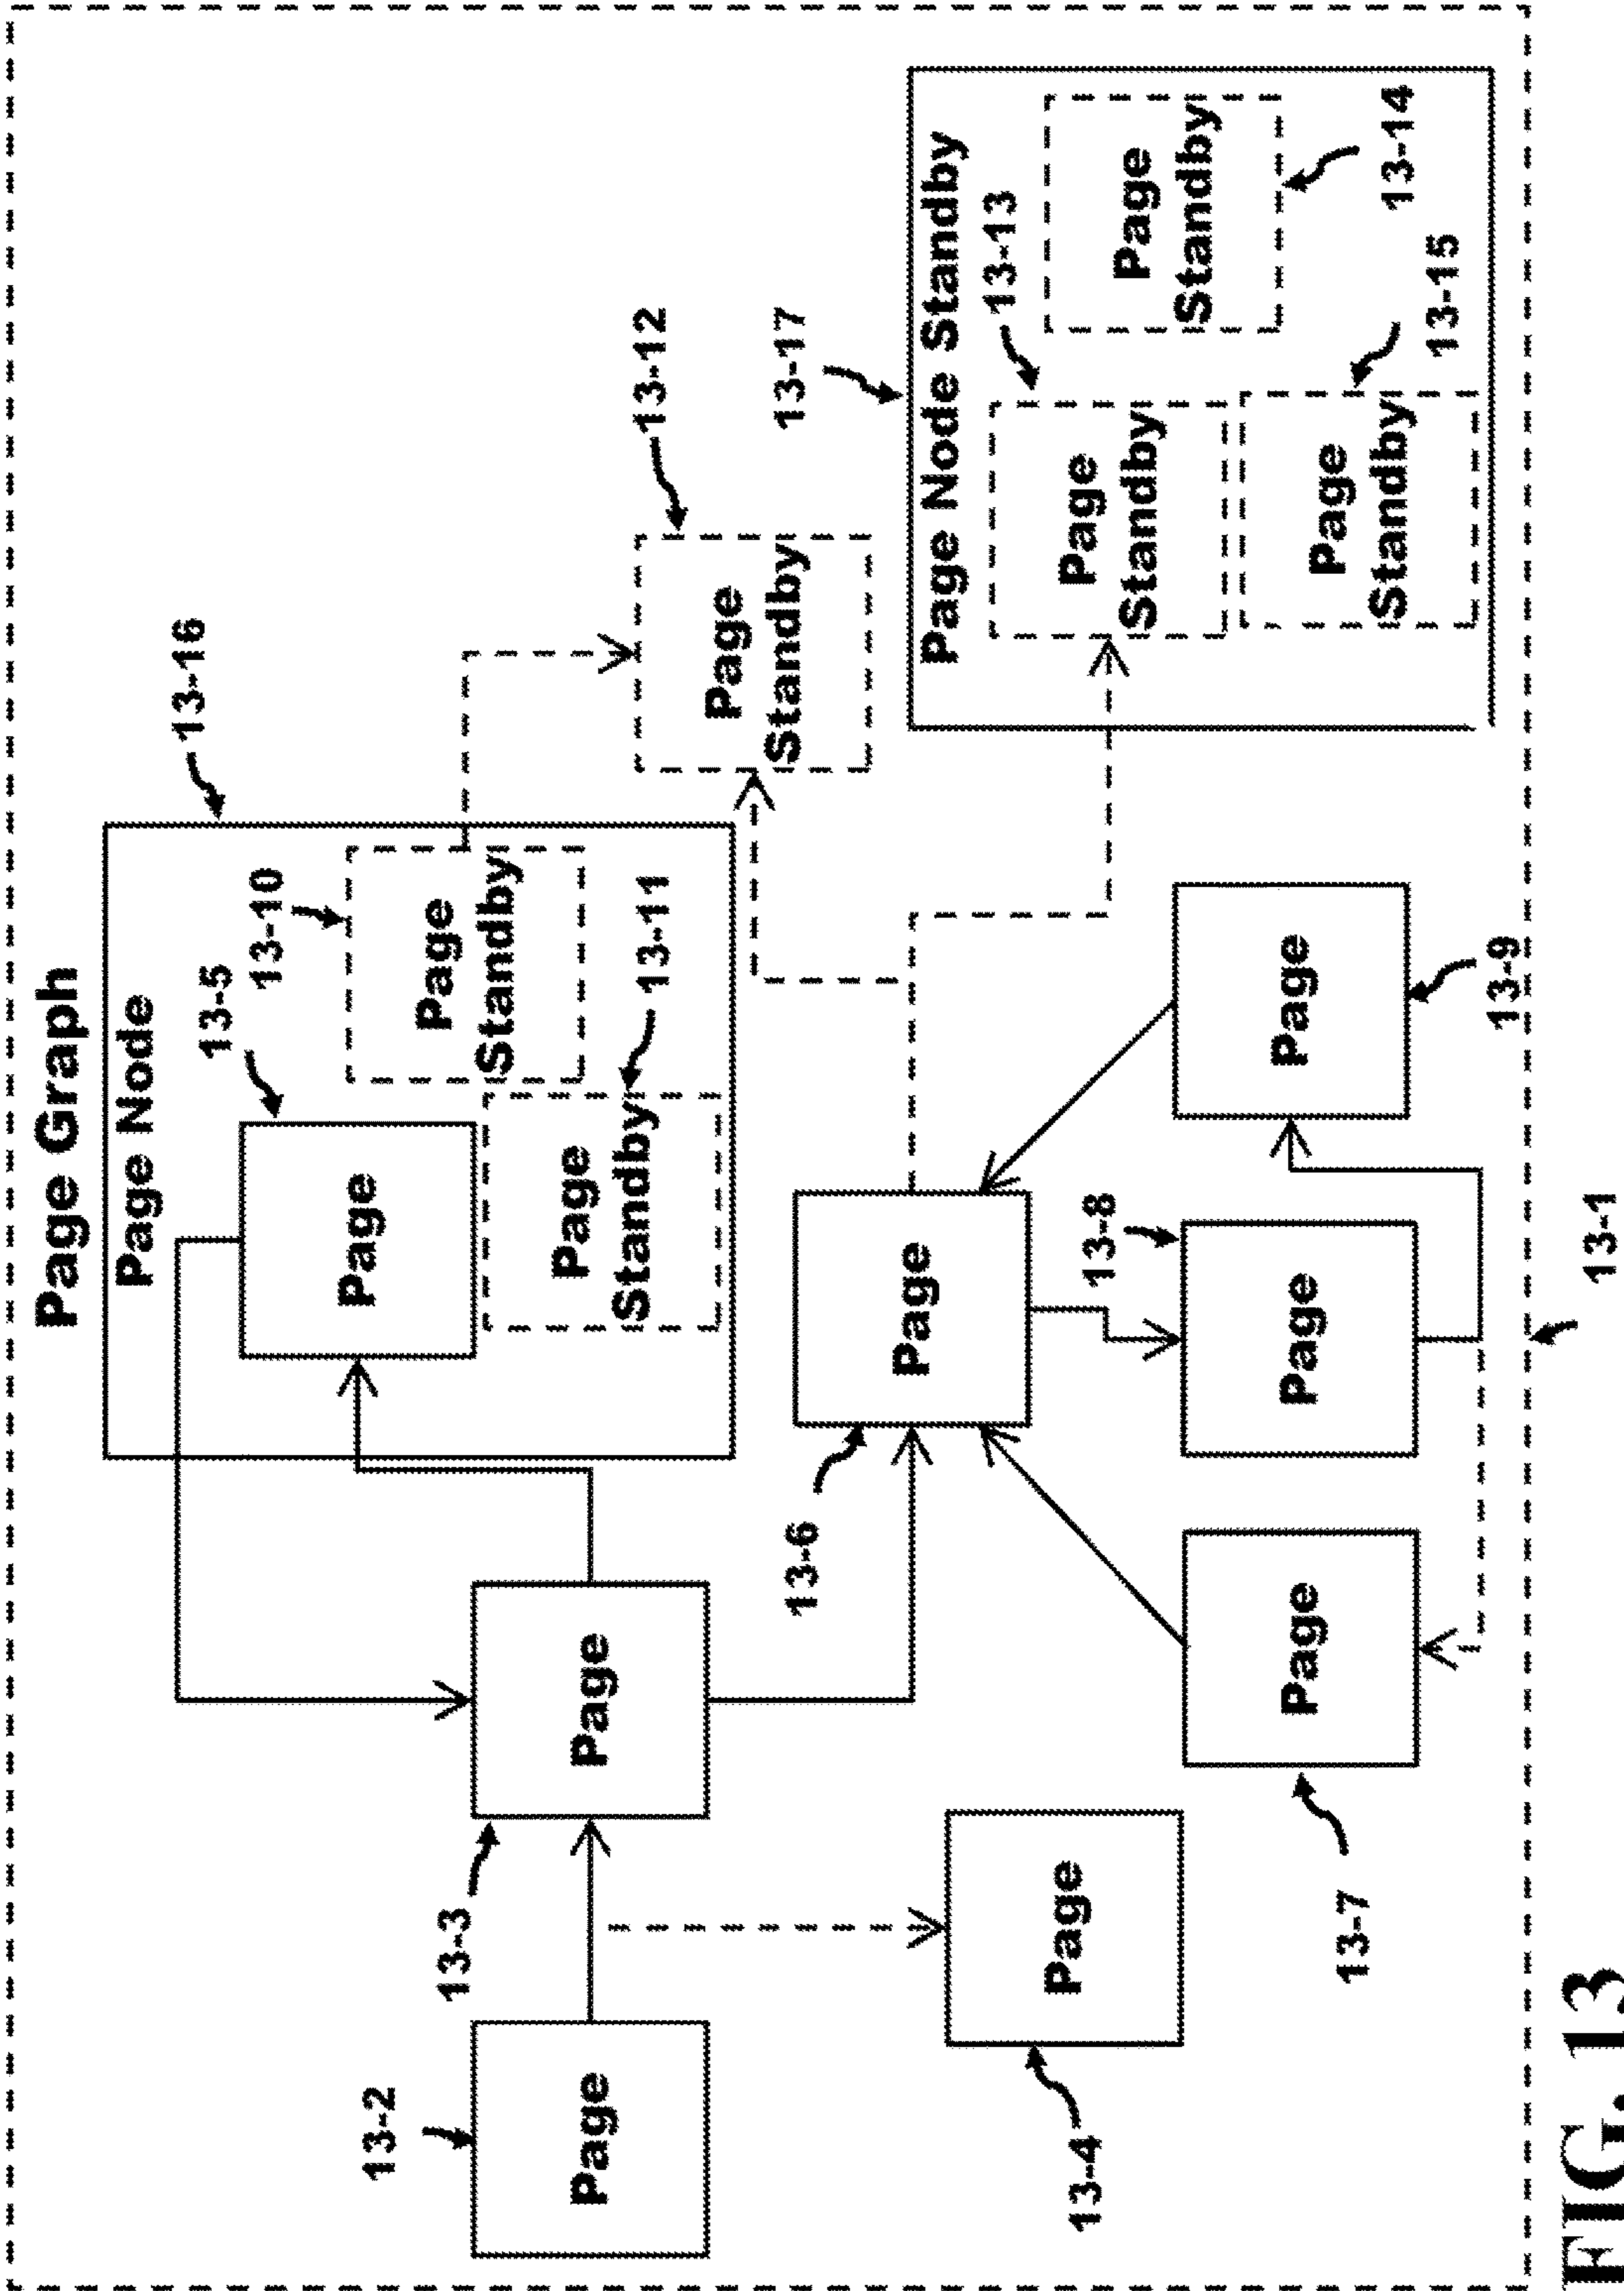 Page Graph
Page Node
13-16
13-5
13-10
Page
Page
Standby
13-11
Page
Standby
13-2
Page
13-3
Page
13-12
Page
Standby
13-17
Page Node Standby
13-13
Page
Standby
Page
Standby
13-14
13-15
Page
Standby
13-6
Page
13-4
Page
13-7
Page
13-8
Page
Page
13-9
13-1
FIG. 13